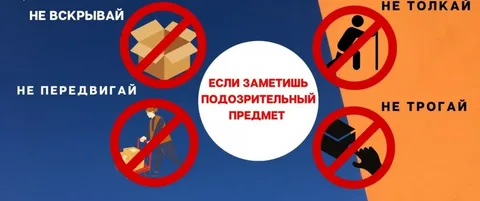 НЕ ВСКРЫВАЙ
НЕ ТОЛКАЙ
НЕ ПЕРЕДВИГАЙ
ЕСЛИ ЗАМЕТИШЬ
ПОДОЗРИТЕЛЬНЫЙ
ПРЕДМЕТ
НЕ ТРОГАЙ